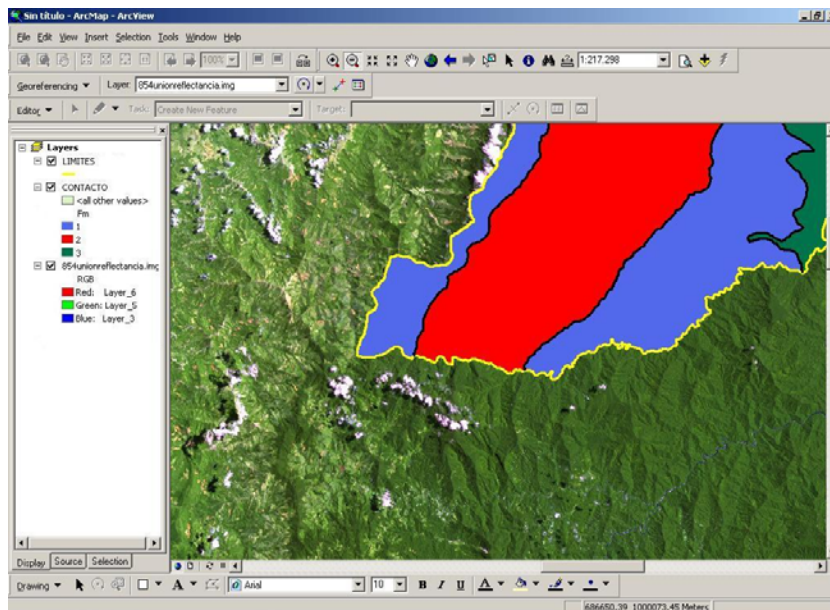 Sin título - ArcMap - ArcView
File Edit View Insert Selection Tools Window Help
100%
1:217,298
Georeferencing Layer: 854unionreflectancia.img
Editor Task: Create New Feature Target:
Layers
LIMITES
CONTACTO
<all other values>
Fm
1
2
3
854unionreflectancia.img
RGB
Red: Layer_6
Green: Layer_5
Blue: Layer_3
Display Source Selection
Drawing Arial 10 B I U A
686650.39 1000073.45 Meters